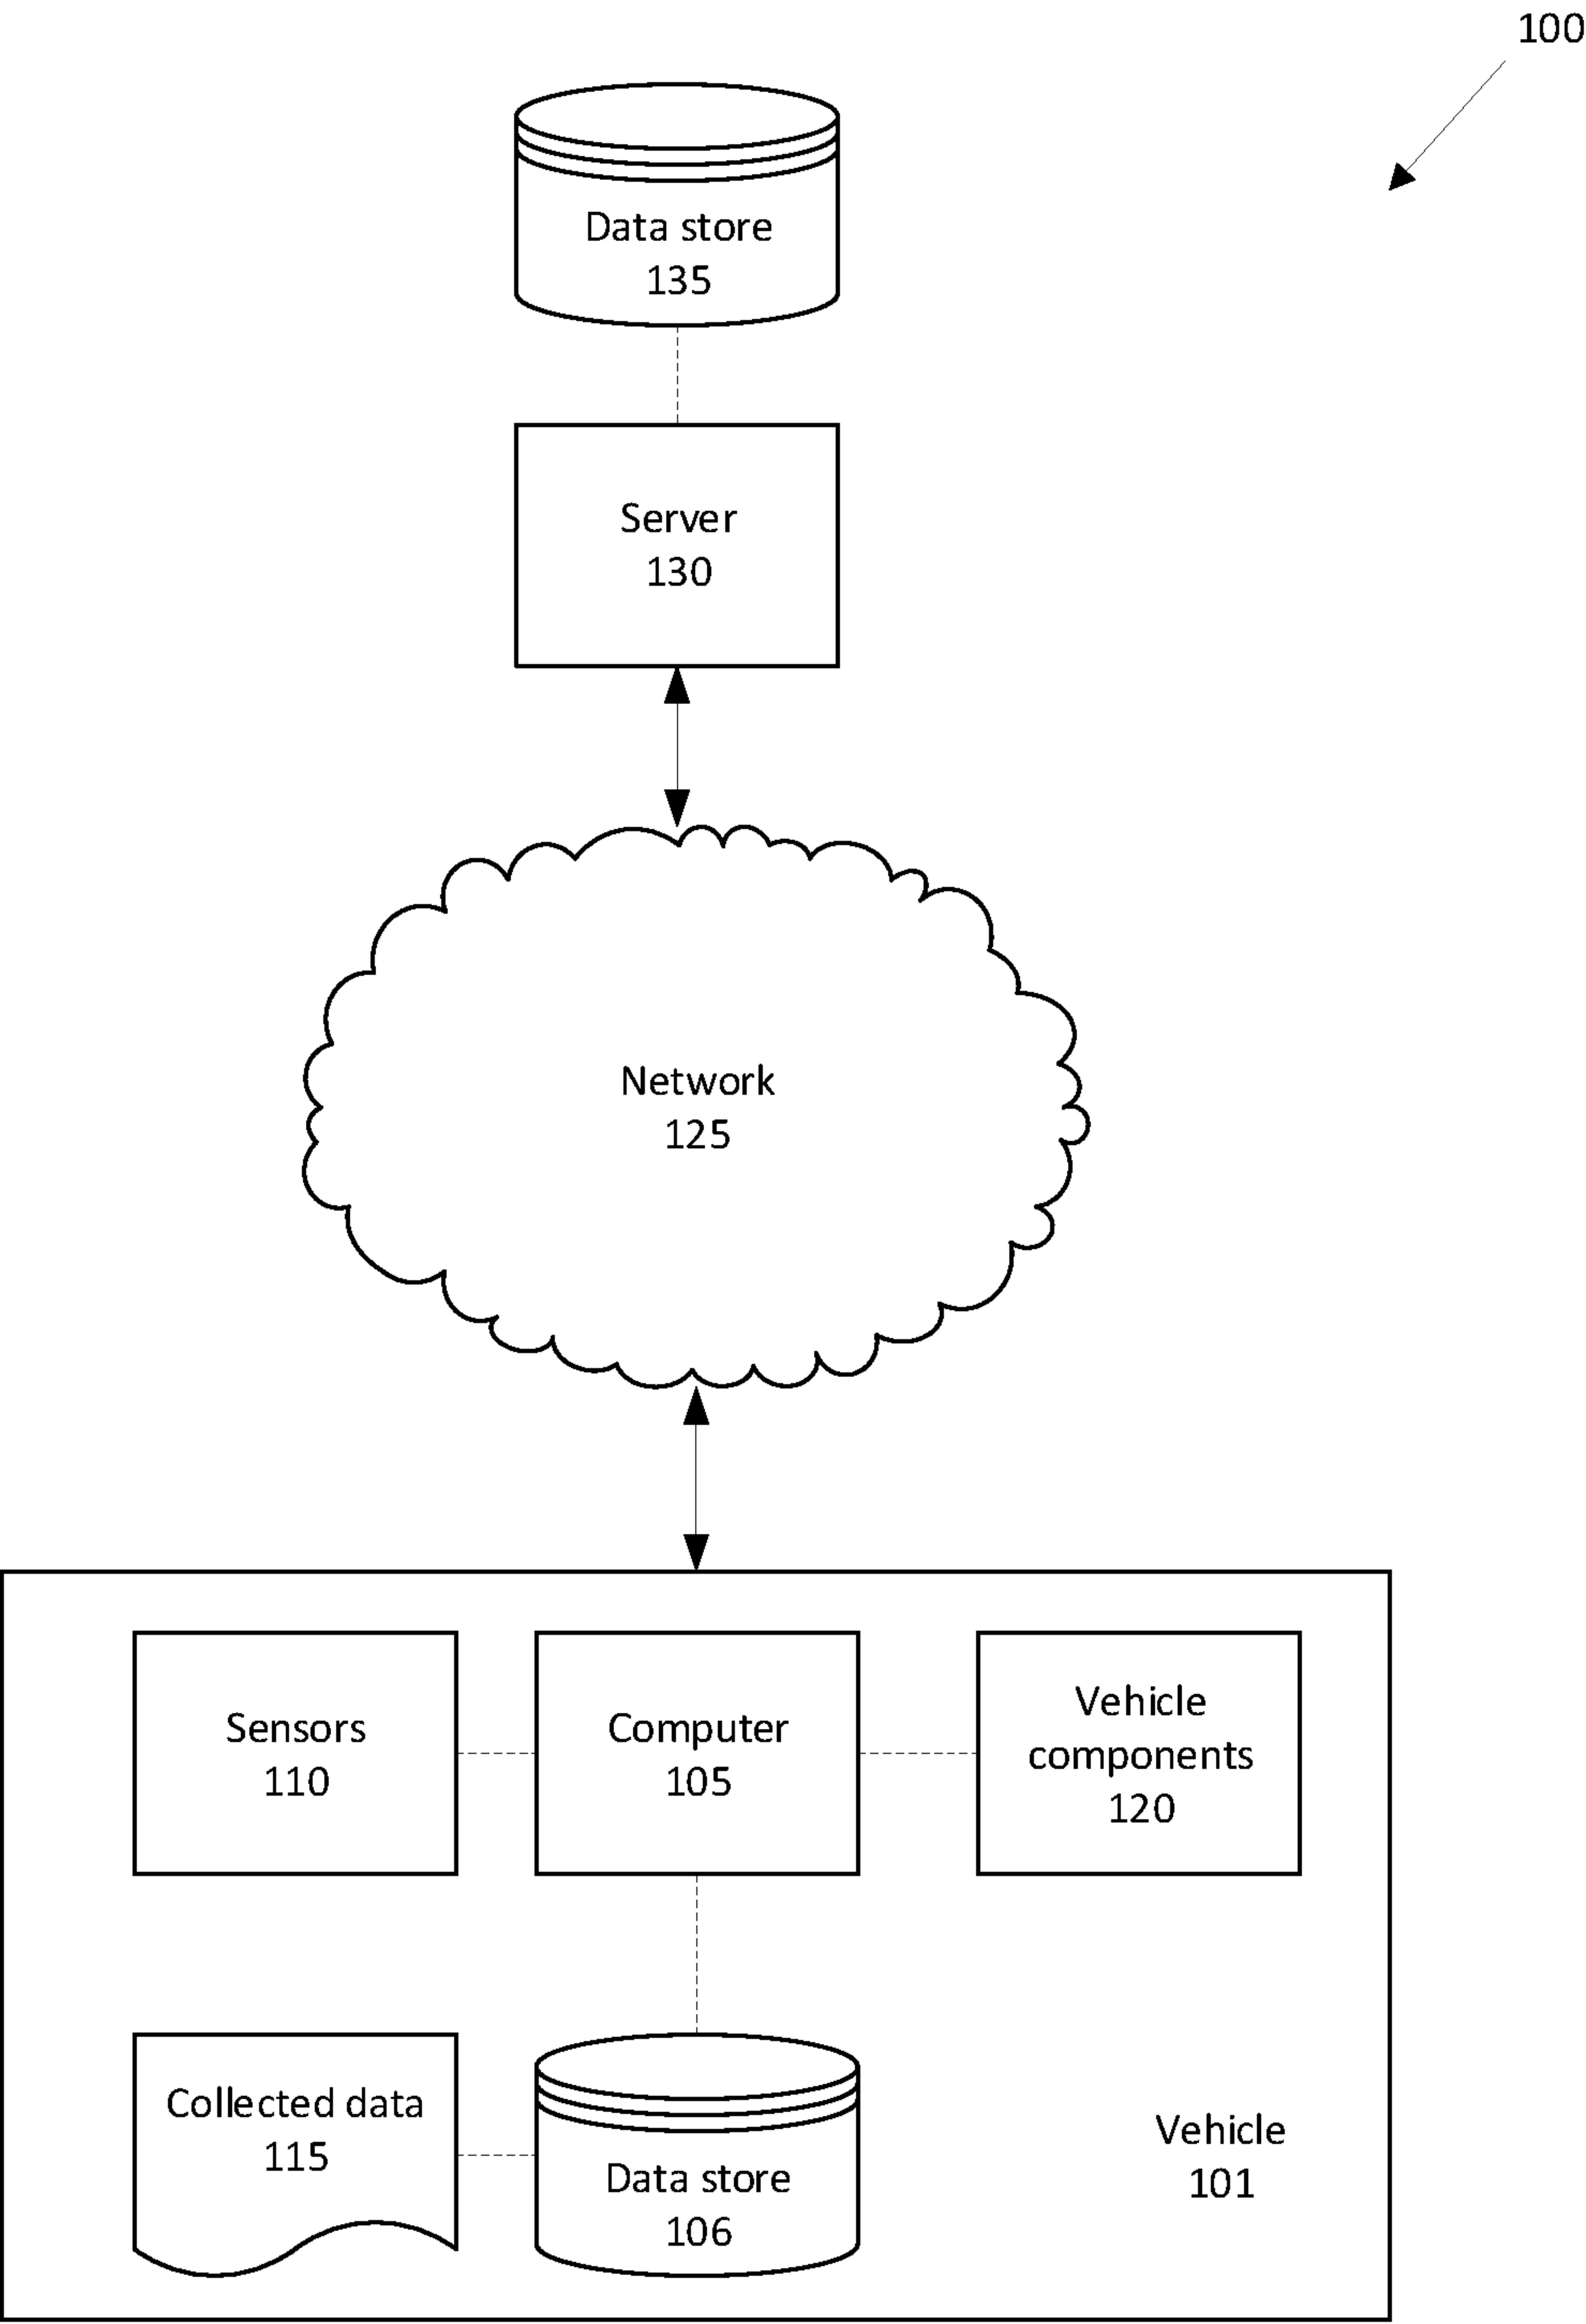 100
Data store
135
Server
130
Network
125
Sensors
110
Computer
105
Vehicle
components
120
Collected data
115
Data store
106
Vehicle
101